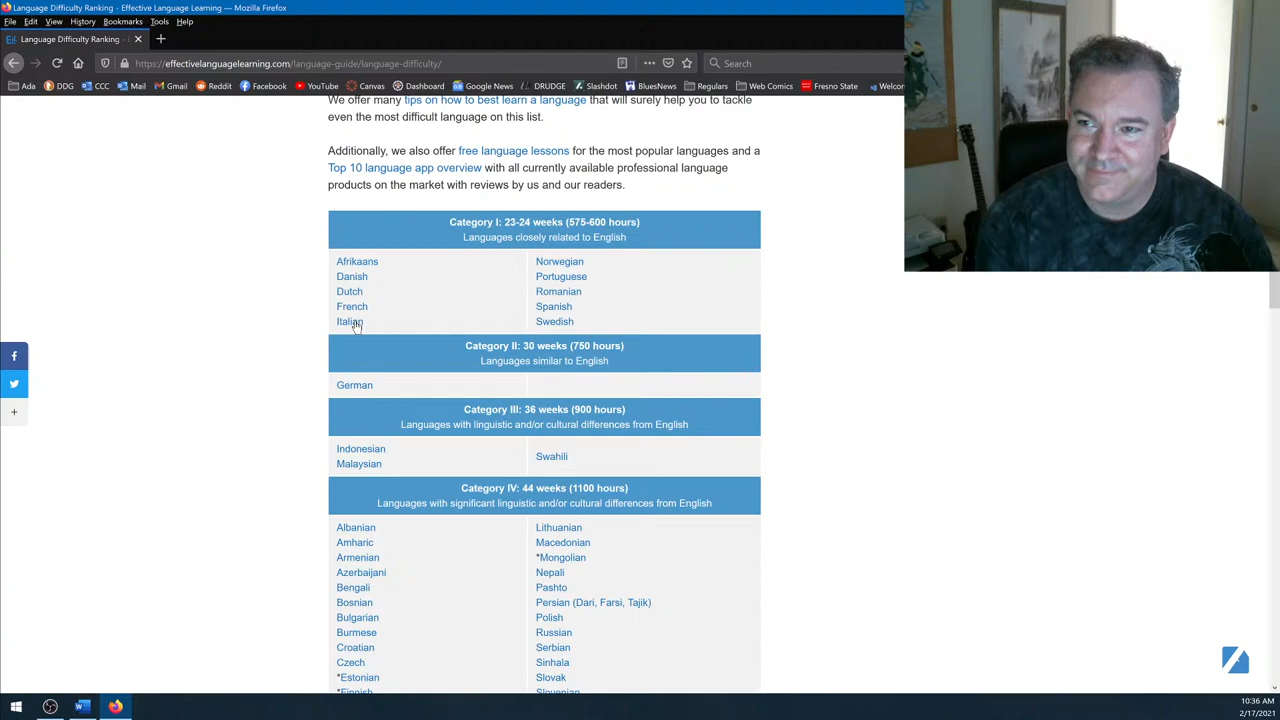 Language Difficulty Ranking - Effective Language Learning — Mozilla Firefox
File Edit View History Bookmarks Tools Help
Language Difficulty Ranking -
https://effectivelanguagelearning.com/language-guide/language-difficulty/
Search
Ada DDG CCC Mail Gmail Reddit Facebook YouTube Canvas Dashboard Google News DRUDGE Slashdot BluesNews Regulars Web Comics Fresno State Welcon
We offer many tips on how to best learn a language that will surely help you to tackle
even the most difficult language on this list.
Additionally, we also offer free language lessons for the most popular languages and a
Top 10 language app overview with all currently available professional language
products on the market with reviews by us and our readers.
Category I: 23-24 weeks (575-600 hours)
Languages closely related to English
Afrikaans Norwegian
Danish Portuguese
Dutch Romanian
French Spanish
Italian Swedish
Category II: 30 weeks (750 hours)
Languages similar to English
German
Category III: 36 weeks (900 hours)
Languages with linguistic and/or cultural differences from English
Indonesian
Swahili
Malaysian
Category IV: 44 weeks (1100 hours)
Languages with significant linguistic and/or cultural differences from English
Albanian Lithuanian
Amharic Macedonian
Armenian *Mongolian
Azerbaijani Nepali
Bengali Pashto
Bosnian Persian (Dari, Farsi, Tajik)
Bulgarian Polish
Burmese Russian
Croatian Serbian
Czech Sinhala
*Estonian Slovak
*Finnish Slovenian
10:36 AM
2/17/2021